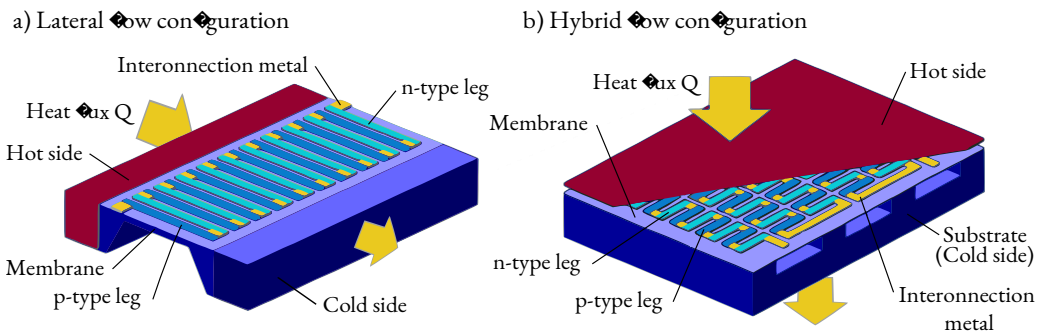 a) Lateral �ow con�guration
Interonnection metal
n-type leg
Heat �ux Q
Hot side
Membrane
p-type leg
Cold side
b) Hybrid �ow con�guration
Heat �ux Q
Hot side
Membrane
n-type leg
p-type leg
Substrate
(Cold side)
Interonnection
metal